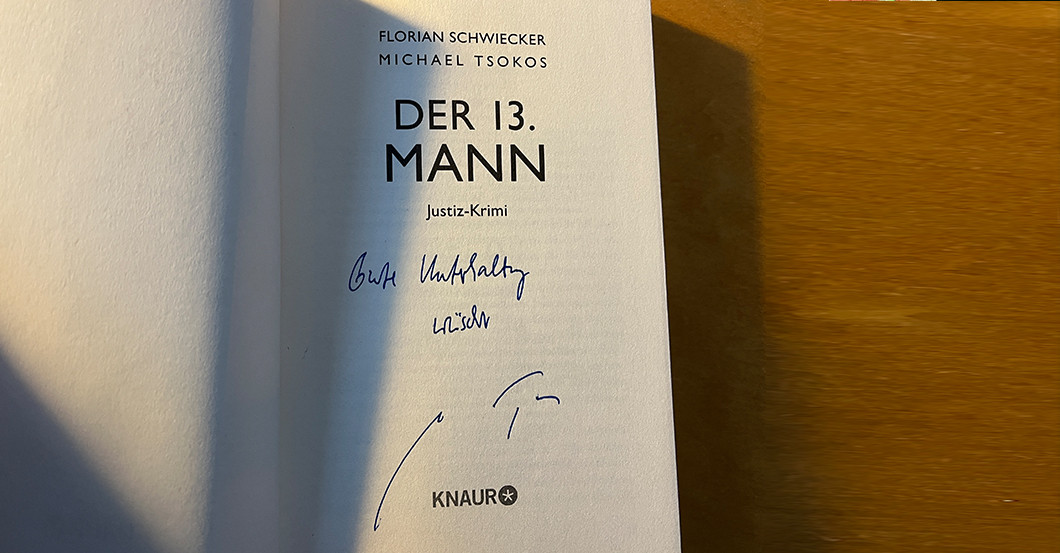 FLORIAN SCHWIECKER
MICHAEL TSOKOS
DER 13.
MANN
Justiz-Krimi
Gute Unterhaltung
wünscht
KNAUR